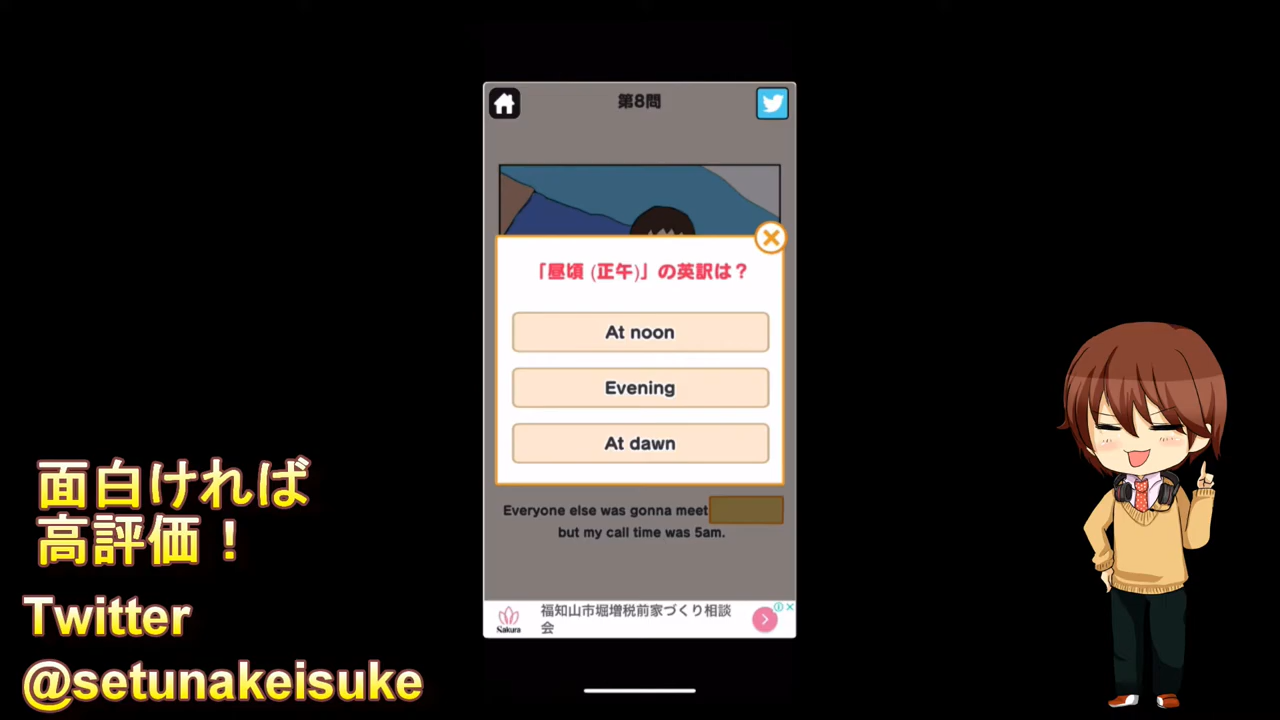 第8問
「昼頃 (正午)」の英訳は？
At noon
Evening
At dawn
Everyone else was gonna meet
but my call time was 5am.
Sakura
福知山市堀増税前家づくり相談
会
面白ければ
高評価！
Twitter
@setunakeisuke